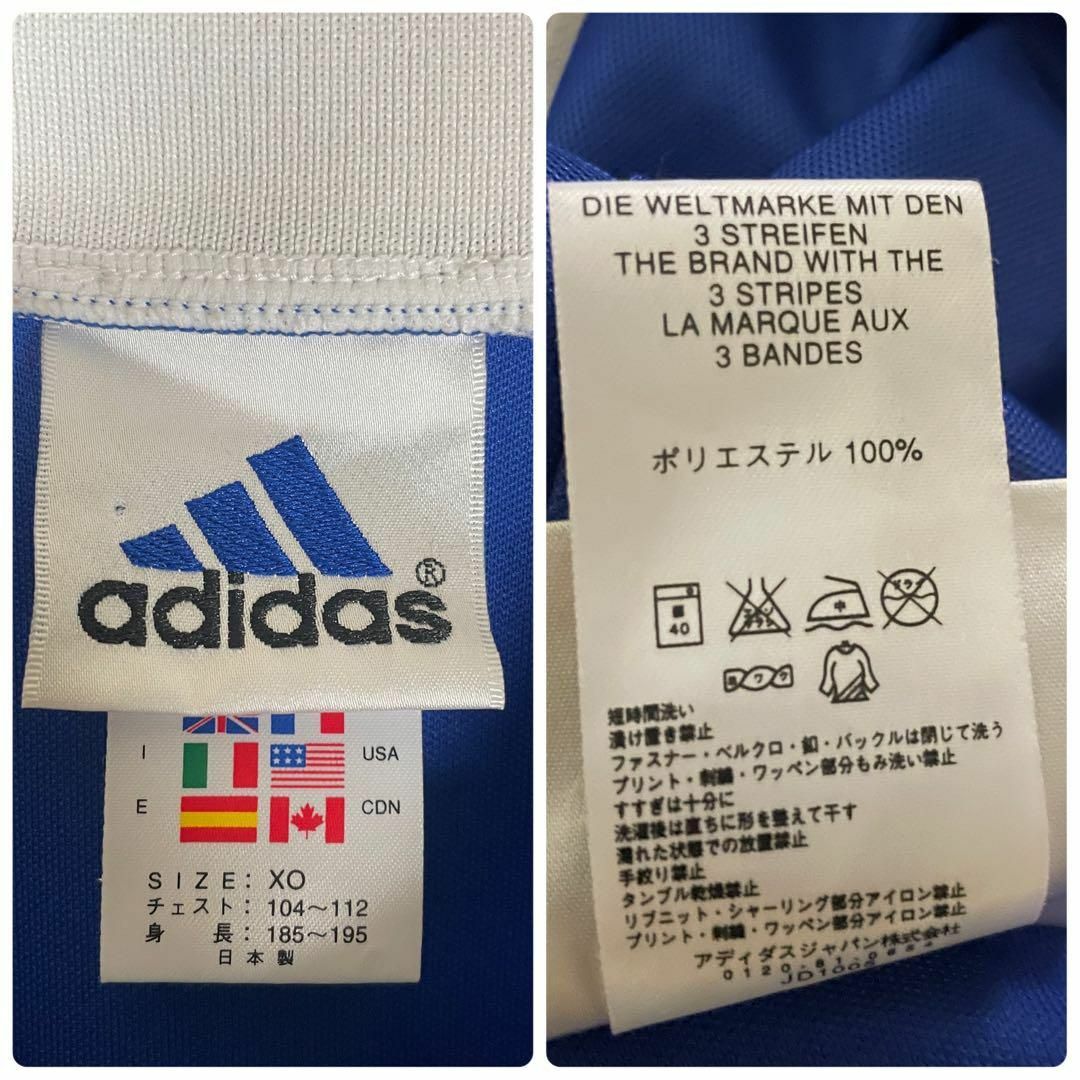 adidas®
I USA
E CDN
SIZE: XO
チェスト: 104〜112
身 長: 185〜195
日本製
DIE WELTMARKE MIT DEN
3 STREIFEN
THE BRAND WITH THE
3 STRIPES
LA MARQUE AUX
3 BANDES
ポリエステル 100%
40
中
ドライ
短時間洗い
漬け置き禁止
ファスナー・ベルクロ・釦・バックルは閉じて洗う
プリント・刺繍・ワッペン部分もみ洗い禁止
すすぎは十分に
洗濯後は直ちに形を整えて干す
濡れた状態での放置禁止
手絞り禁止
タンブル乾燥禁止
リブニット・シャーリング部分アイロン禁止
プリント・刺繍・ワッペン部分アイロン禁止
アディダスジャパン株式会社